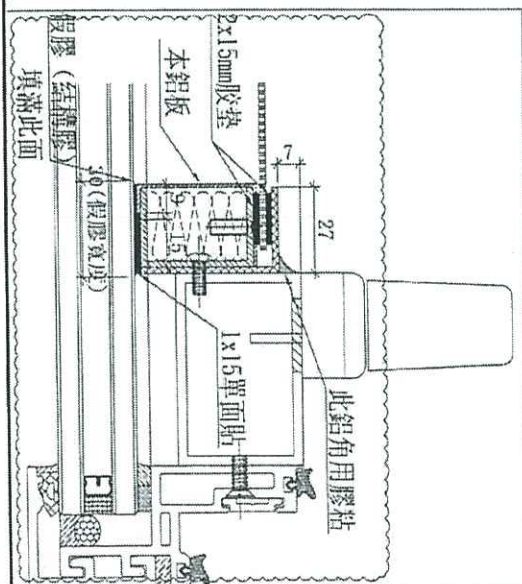 此鋁角用膠粘
27
7
2x15mm胶垫
1x15單面貼
本鋁板
9
15
30(假膠寬度)
假膠（結構膠）
填滿此面